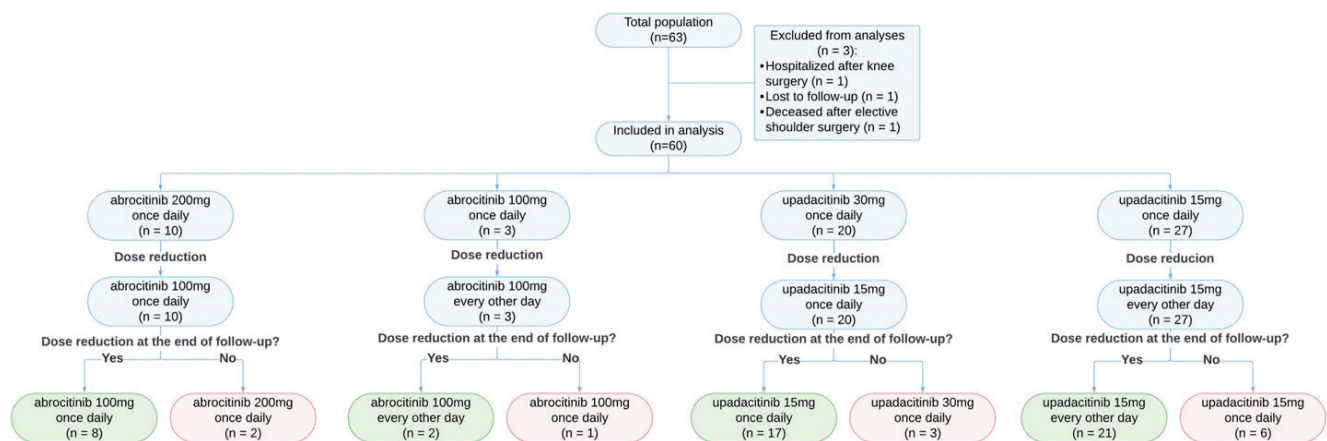 Total population
(n=63)
Excluded from analyses
(n = 3):
•Hospitalized after knee
surgery (n = 1)
•Lost to follow-up (n = 1)
•Deceased after elective
shoulder surgery (n = 1)
Included in analysis
(n=60)
abrocitinib 200mg
once daily
(n = 10)
abrocitinib 100mg
once daily
(n = 3)
upadacitinib 30mg
once daily
(n = 20)
upadacitinib 15mg
once daily
(n = 27)
Dose reduction
Dose reduction
Dose reduction
Dose reducion
abrocitinib 100mg
once daily
(n = 10)
abrocitinib 100mg
every other day
(n = 3)
upadacitinib 15mg
once daily
(n = 20)
upadacitinib 15mg
every other day
(n = 27)
Dose reduction at the end of follow-up?
Dose reduction at the end of follow-up?
Dose reduction at the end of follow-up?
Dose reduction at the end of follow-up?
Yes
No
Yes
No
Yes
No
Yes
No
abrocitinib 100mg
once daily
(n = 8)
abrocitinib 200mg
once daily
(n = 2)
abrocitinib 100mg
every other day
(n = 2)
abrocitinib 100mg
once daily
(n = 1)
upadacitinib 15mg
once daily
(n = 17)
upadacitinib 30mg
once daily
(n = 3)
upadacitinib 15mg
every other day
(n = 21)
upadacitinib 15mg
once daily
(n = 6)